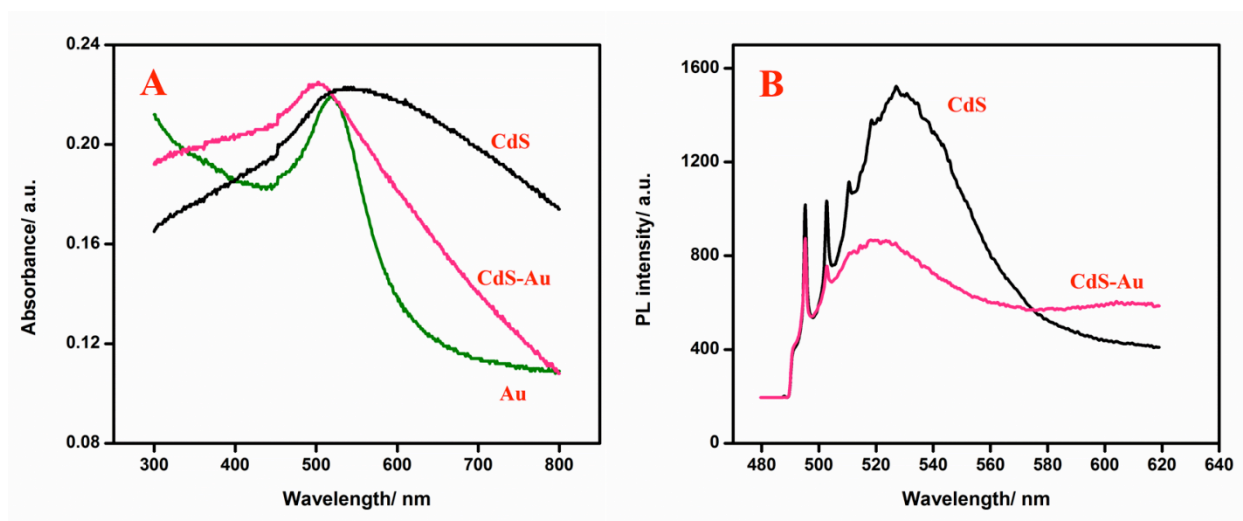 A
0.24
0.20
0.16
0.12
0.08
Absorbance/ a.u.
CdS
CdS-Au
Au
300 400 500 600 700 800
Wavelength/ nm
B
1600
1200
800
400
0
PL intensity/ a.u.
CdS
CdS-Au
480 500 520 540 560 580 600 620 640
Wavelength/ nm